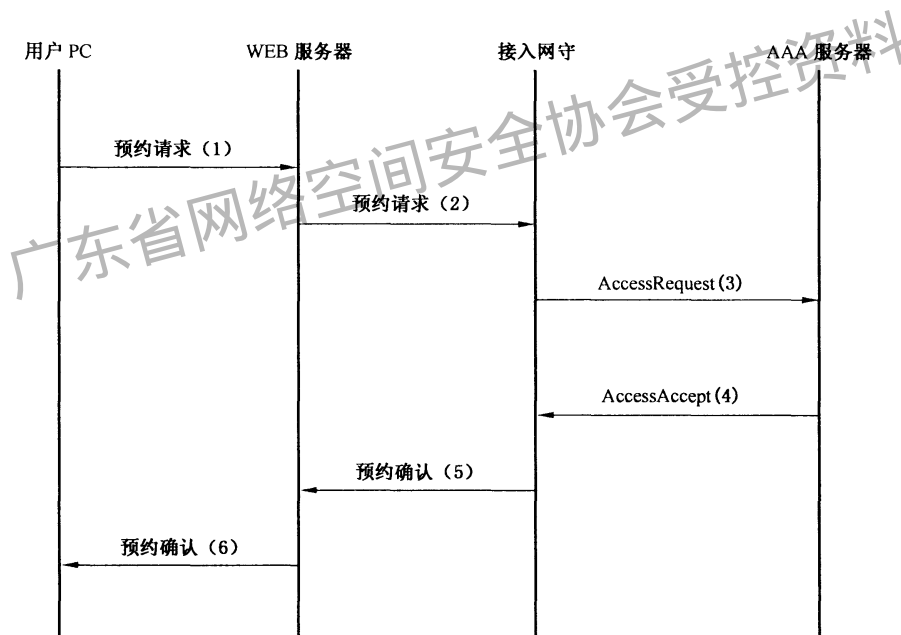 用户 PC
WEB 服务器
接入网守
AAA 服务器
预约请求（1）
预约请求（2）
AccessRequest(3)
AccessAccept(4)
预约确认（5）
预约确认（6）
广东省网络空间安全协会受控资料